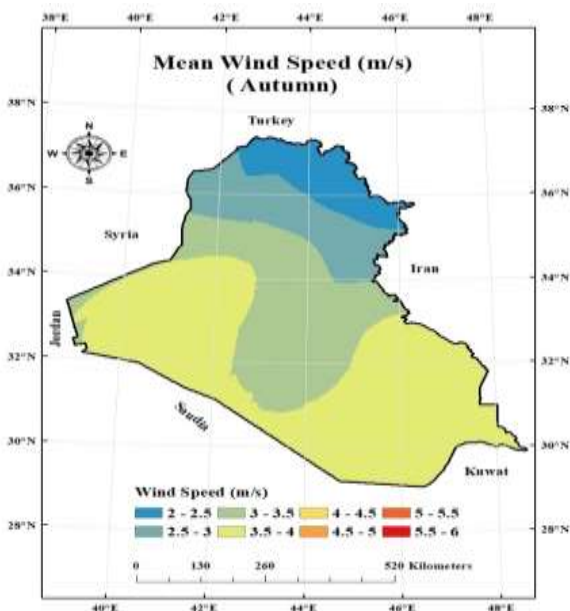 38°E 40°E 42°E 44°E 46°E 48°E
Mean Wind Speed (m/s)
( Autumn)
38°N 38°N
Turkey
N
W E
S
36°N 36°N
Syria
Iran
34°N 34°N
Jordan
32°N 32°N
Saudia
30°N 30°N
Kuwat
Wind Speed (m/s)
2 - 2.5 3 - 3.5 4 - 4.5 5 - 5.5
2.5 - 3 3.5 - 4 4.5 - 5 5.5 - 6
28°N 28°N
0 130 260 520 Kilometers
40°E 42°E 44°E 46°E 48°E